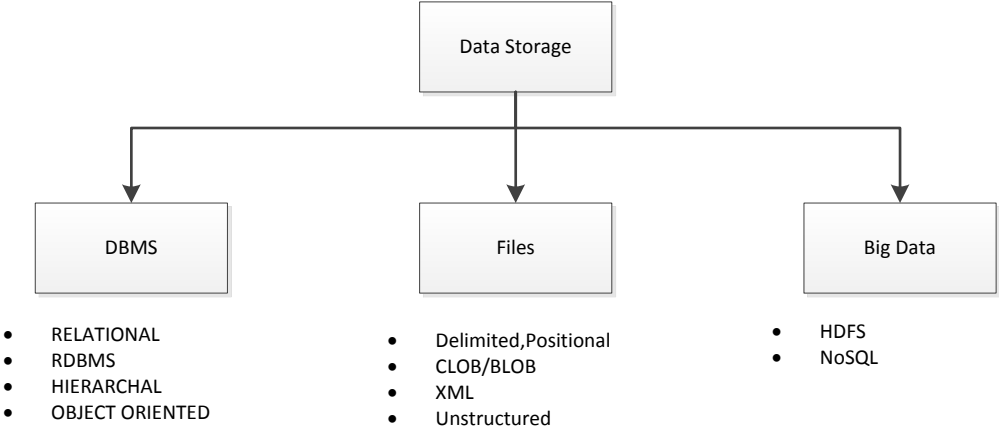 Data Storage
DBMS
Files
Big Data
• RELATIONAL
• RDBMS
• HIERARCHAL
• OBJECT ORIENTED
• Delimited,Positional
• CLOB/BLOB
• XML
• Unstructured
• HDFS
• NoSQL